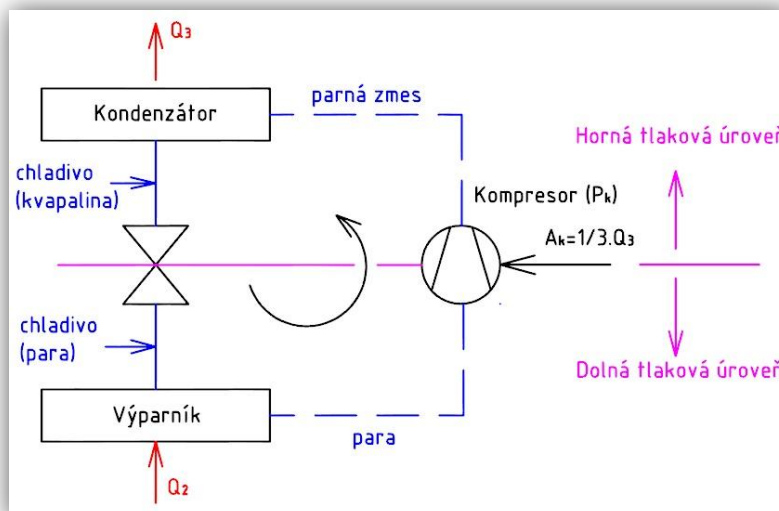 Q₃
Kondenzátor
parná zmes
Horná tlaková úroveň
chladivo
(kvapalina)
Kompresor (Pₖ)
Aₖ=1/3.Q₃
chladivo
(para)
Dolná tlaková úroveň
Výparník
para
Q₂